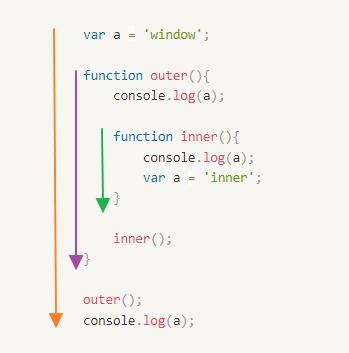 var a = 'window';
function outer(){
console.log(a);
function inner(){
console.log(a);
var a = 'inner';
}
inner();
}
outer();
console.log(a);